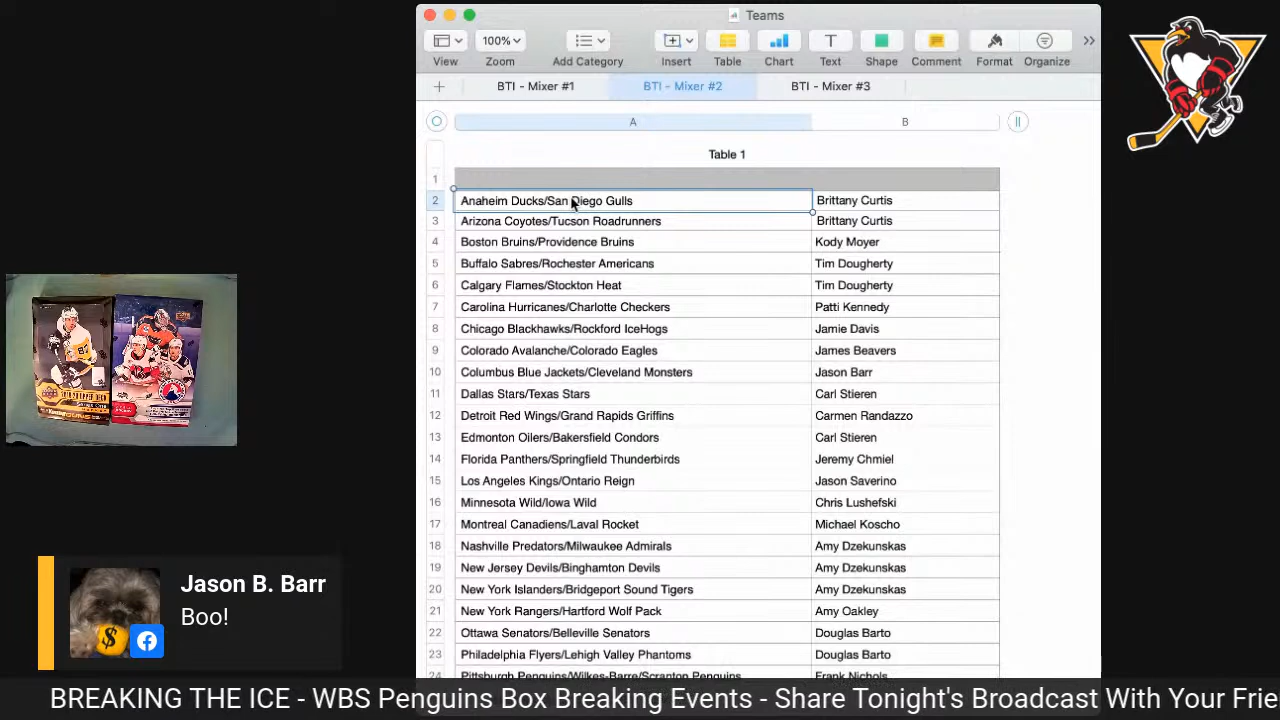 Teams
100%
View
Zoom
Add Category
Insert
Table
Chart
Text
Shape
Comment
Format
Organize
BTI - Mixer #1
BTI - Mixer #2
BTI - Mixer #3
A
B
Table 1
1
2 Anaheim Ducks/San Diego Gulls Brittany Curtis
3 Arizona Coyotes/Tucson Roadrunners Brittany Curtis
4 Boston Bruins/Providence Bruins Kody Moyer
5 Buffalo Sabres/Rochester Americans Tim Dougherty
6 Calgary Flames/Stockton Heat Tim Dougherty
7 Carolina Hurricanes/Charlotte Checkers Patti Kennedy
8 Chicago Blackhawks/Rockford IceHogs Jamie Davis
9 Colorado Avalanche/Colorado Eagles James Beavers
10 Columbus Blue Jackets/Cleveland Monsters Jason Barr
11 Dallas Stars/Texas Stars Carl Stieren
12 Detroit Red Wings/Grand Rapids Griffins Carmen Randazzo
13 Edmonton Oilers/Bakersfield Condors Carl Stieren
14 Florida Panthers/Springfield Thunderbirds Jeremy Chmiel
15 Los Angeles Kings/Ontario Reign Jason Saverino
16 Minnesota Wild/Iowa Wild Chris Lushefski
17 Montreal Canadiens/Laval Rocket Michael Koscho
18 Nashville Predators/Milwaukee Admirals Amy Dzekunskas
19 New Jersey Devils/Binghamton Devils Amy Dzekunskas
20 New York Islanders/Bridgeport Sound Tigers Amy Dzekunskas
21 New York Rangers/Hartford Wolf Pack Amy Oakley
22 Ottawa Senators/Belleville Senators Douglas Barto
23 Philadelphia Flyers/Lehigh Valley Phantoms Douglas Barto
24 Pittsburgh Penguins/Wilkes-Barre/Scranton Penguins Frank Nichols
Jason B. Barr
Boo!
BREAKING THE ICE - WBS Penguins Box Breaking Events - Share Tonight's Broadcast With Your Frie